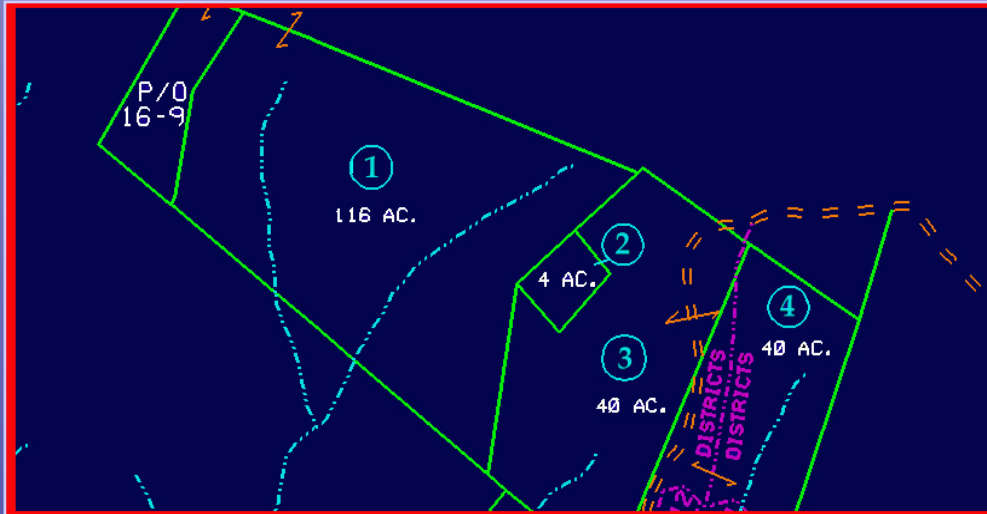 P/O
16-9
1
116 AC.
2
4 AC.
3
40 AC.
4
40 AC.
DISTRICTS
DISTRICTS